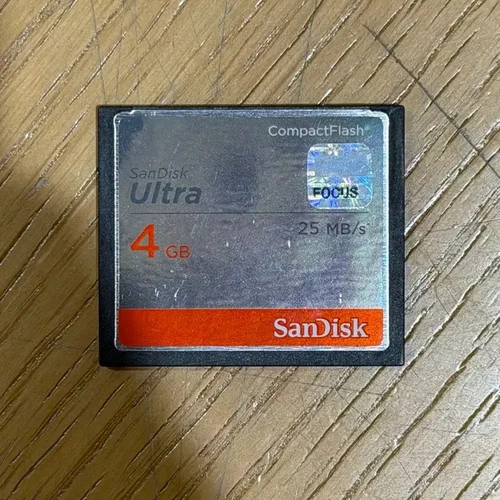 CompactFlash®
SanDisk
Ultra
FOCUS
25 MB/s
4 GB
SanDisk